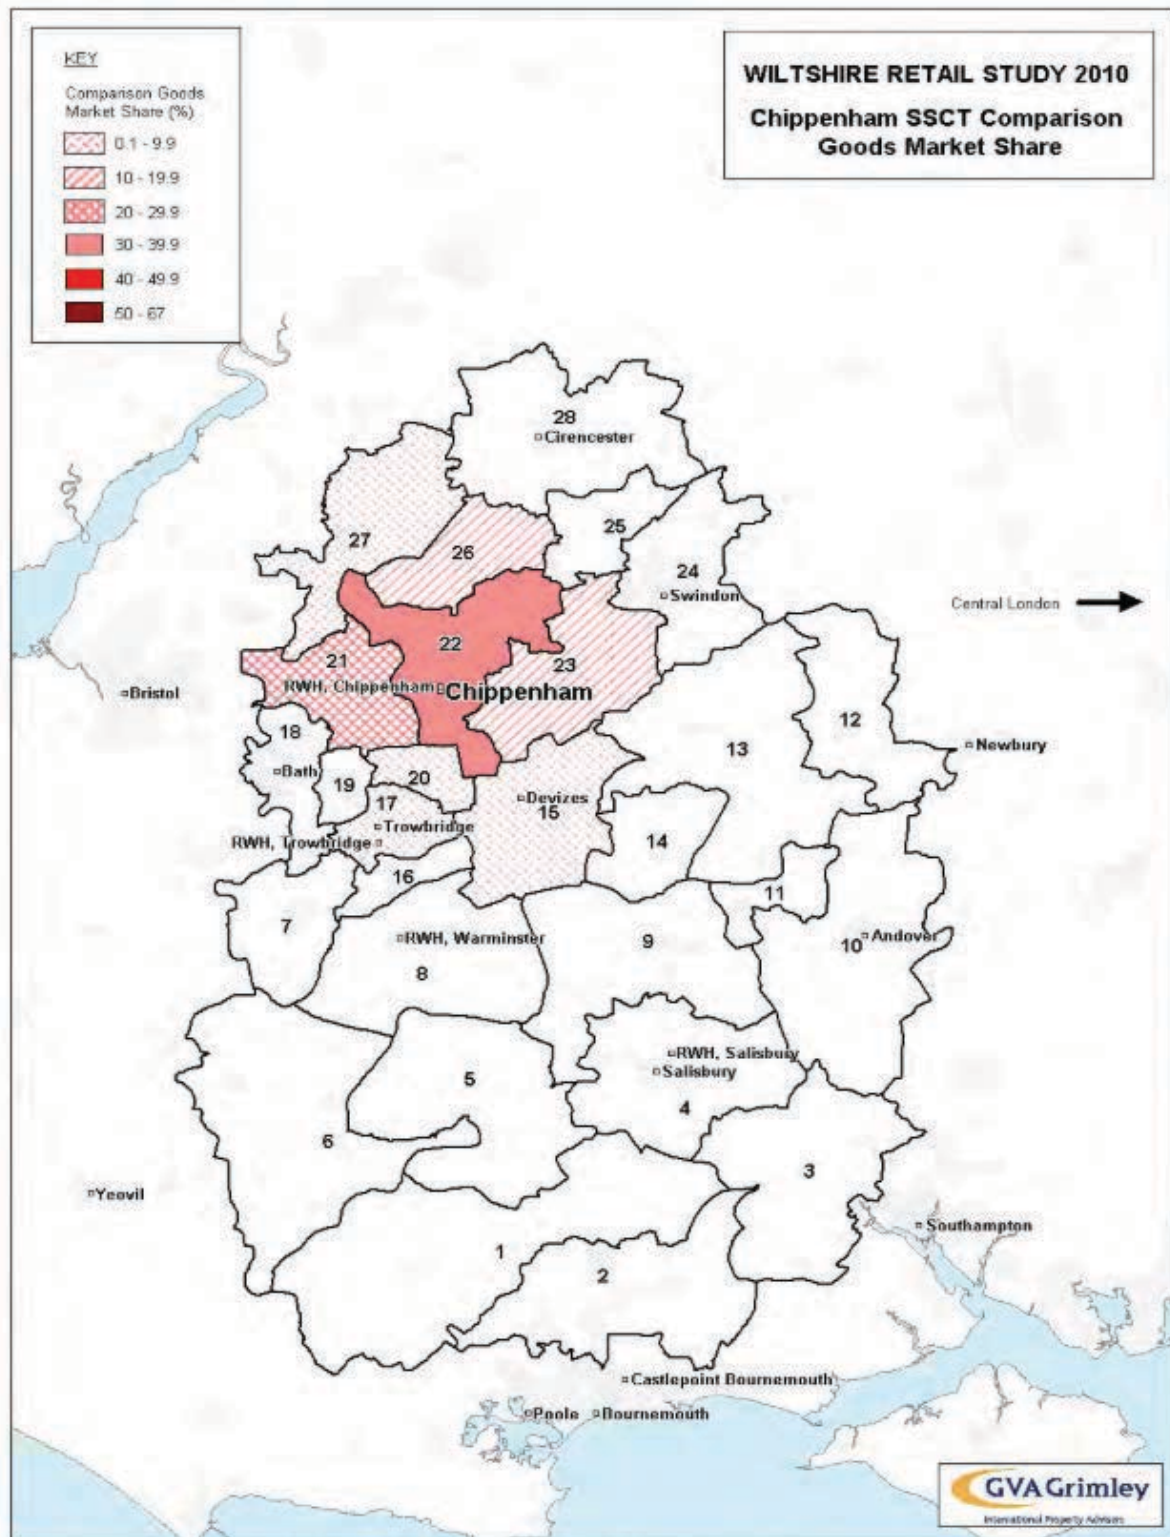 KEY
Comparison Goods
Market Share (%)
0.1 - 9.9
10 - 19.9
20 - 29.9
30 - 39.9
40 - 49.9
50 - 67
WILTSHIRE RETAIL STUDY 2010
Chippenham SSCT Comparison
Goods Market Share
28
Cirencester
27
26
25
24
Swindon
Central London
22
21
23
RWH, Chippenham
Chippenham
Bristol
18
12
13
Newbury
Bath
19
20
17
Devizes
15
Trowbridge
RWH, Trowbridge
14
16
11
7
RWH, Warminster
9
10
Andover
8
RWH, Salisbury
Salisbury
5
4
6
3
Yeovil
Southampton
1
2
Castlepoint Bournemouth
Poole
Bournemouth
GVA Grimley
International Property Advisers